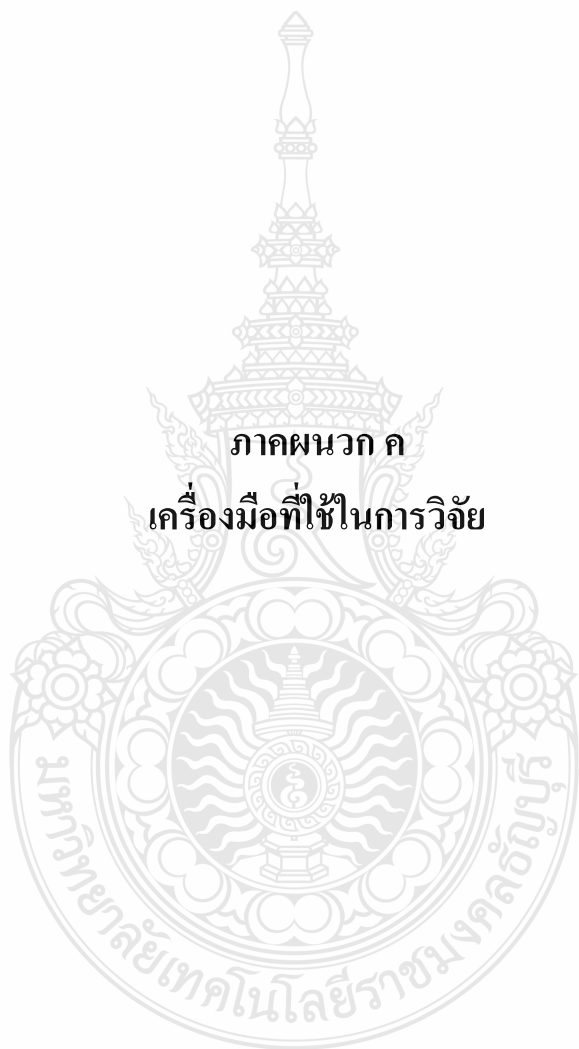 ภาคผนวก ค
เครื่องมือที่ใช้ในการวิจัย
มหาวิทยาลัยเทคโนโลยีราชมงคลธัญบุรี